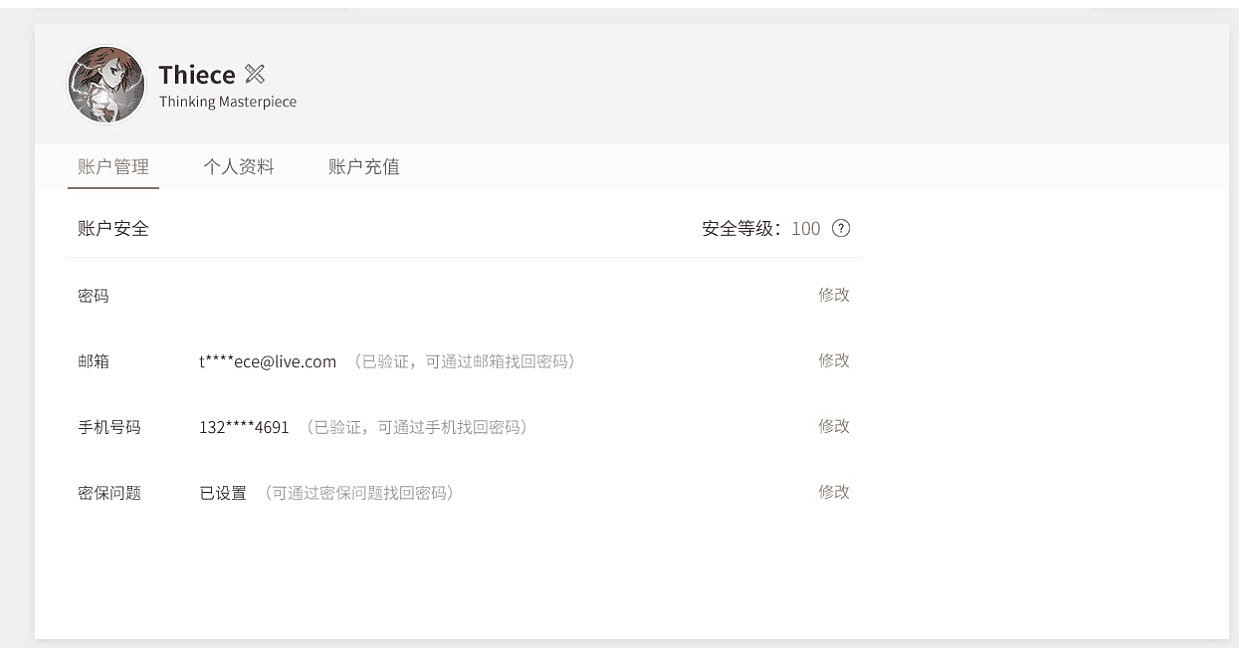 Thiece
Thinking Masterpiece
账户管理 个人资料 账户充值
账户安全 安全等级：100 ?
密码 修改
邮箱 t****ece@live.com （已验证，可通过邮箱找回密码） 修改
手机号码 132****4691 （已验证，可通过手机找回密码） 修改
密保问题 已设置 （可通过密保问题找回密码） 修改